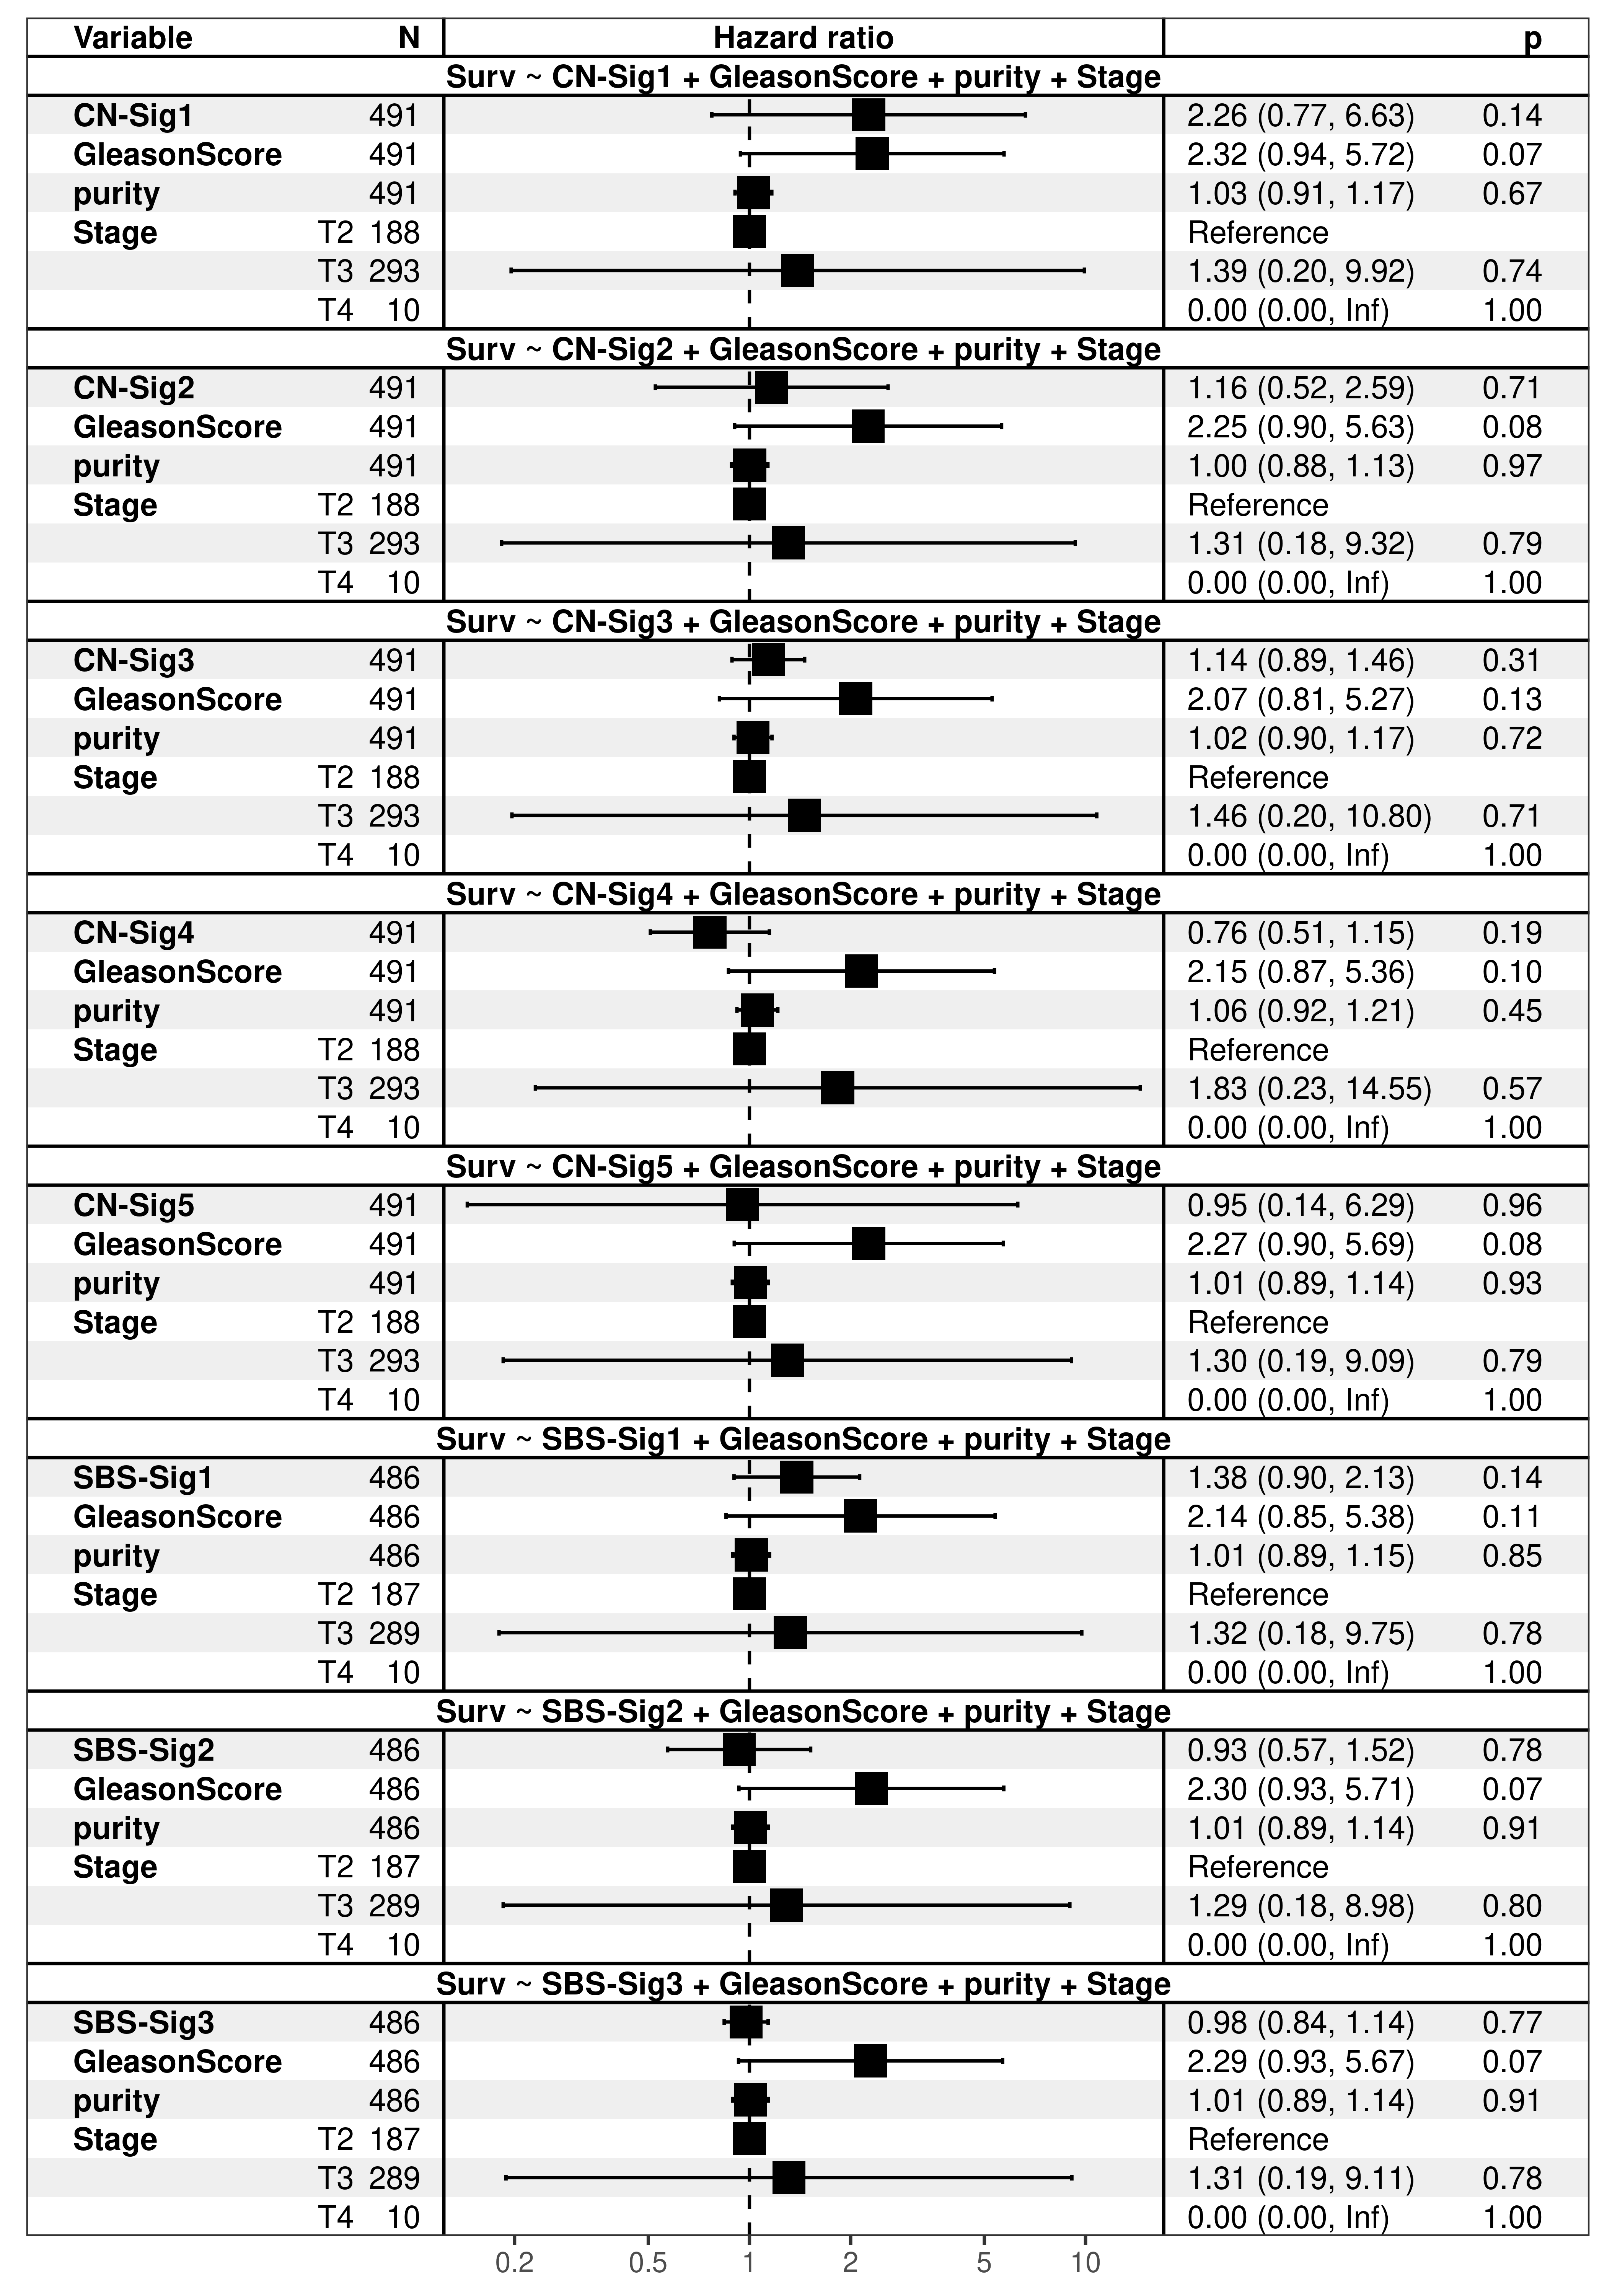 Variable N Hazard ratio p
Surv ~ CN-Sig1 + GleasonScore + purity + Stage
CN-Sig1 491 2.26 (0.77, 6.63) 0.14
GleasonScore 491 2.32 (0.94, 5.72) 0.07
purity 491 1.03 (0.91, 1.17) 0.67
Stage T2 188 Reference
T3 293 1.39 (0.20, 9.92) 0.74
T4 10 0.00 (0.00, Inf) 1.00
Surv ~ CN-Sig2 + GleasonScore + purity + Stage
CN-Sig2 491 1.16 (0.52, 2.59) 0.71
GleasonScore 491 2.25 (0.90, 5.63) 0.08
purity 491 1.00 (0.88, 1.13) 0.97
Stage T2 188 Reference
T3 293 1.31 (0.18, 9.32) 0.79
T4 10 0.00 (0.00, Inf) 1.00
Surv ~ CN-Sig3 + GleasonScore + purity + Stage
CN-Sig3 491 1.14 (0.89, 1.46) 0.31
GleasonScore 491 2.07 (0.81, 5.27) 0.13
purity 491 1.02 (0.90, 1.17) 0.72
Stage T2 188 Reference
T3 293 1.46 (0.20, 10.80) 0.71
T4 10 0.00 (0.00, Inf) 1.00
Surv ~ CN-Sig4 + GleasonScore + purity + Stage
CN-Sig4 491 0.76 (0.51, 1.15) 0.19
GleasonScore 491 2.15 (0.87, 5.36) 0.10
purity 491 1.06 (0.92, 1.21) 0.45
Stage T2 188 Reference
T3 293 1.83 (0.23, 14.55) 0.57
T4 10 0.00 (0.00, Inf) 1.00
Surv ~ CN-Sig5 + GleasonScore + purity + Stage
CN-Sig5 491 0.95 (0.14, 6.29) 0.96
GleasonScore 491 2.27 (0.90, 5.69) 0.08
purity 491 1.01 (0.89, 1.14) 0.93
Stage T2 188 Reference
T3 293 1.30 (0.19, 9.09) 0.79
T4 10 0.00 (0.00, Inf) 1.00
Surv ~ SBS-Sig1 + GleasonScore + purity + Stage
SBS-Sig1 486 1.38 (0.90, 2.13) 0.14
GleasonScore 486 2.14 (0.85, 5.38) 0.11
purity 486 1.01 (0.89, 1.15) 0.85
Stage T2 187 Reference
T3 289 1.32 (0.18, 9.75) 0.78
T4 10 0.00 (0.00, Inf) 1.00
Surv ~ SBS-Sig2 + GleasonScore + purity + Stage
SBS-Sig2 486 0.93 (0.57, 1.52) 0.78
GleasonScore 486 2.30 (0.93, 5.71) 0.07
purity 486 1.01 (0.89, 1.14) 0.91
Stage T2 187 Reference
T3 289 1.29 (0.18, 8.98) 0.80
T4 10 0.00 (0.00, Inf) 1.00
Surv ~ SBS-Sig3 + GleasonScore + purity + Stage
SBS-Sig3 486 0.98 (0.84, 1.14) 0.77
GleasonScore 486 2.29 (0.93, 5.67) 0.07
purity 486 1.01 (0.89, 1.14) 0.91
Stage T2 187 Reference
T3 289 1.31 (0.19, 9.11) 0.78
T4 10 0.00 (0.00, Inf) 1.00
0.2 0.5 1 2 5 10